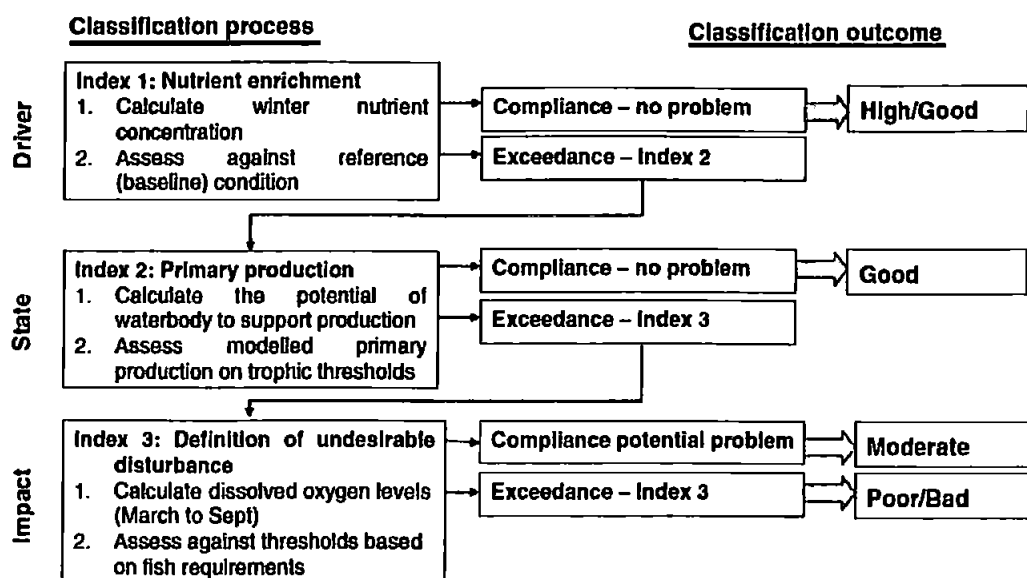 Classification process
Classification outcome
Driver
Index 1: Nutrient enrichment
1. Calculate winter nutrient
concentration
2. Assess against reference
(baseline) condition
Compliance – no problem
High/Good
Exceedance – Index 2
State
Index 2: Primary production
1. Calculate the potential of
waterbody to support production
2. Assess modelled primary
production on trophic thresholds
Compliance – no problem
Good
Exceedance – Index 3
Impact
Index 3: Definition of undesirable
disturbance
1. Calculate dissolved oxygen levels
(March to Sept)
2. Assess against thresholds based
on fish requirements
Compliance potential problem
Moderate
Exceedance – Index 3
Poor/Bad